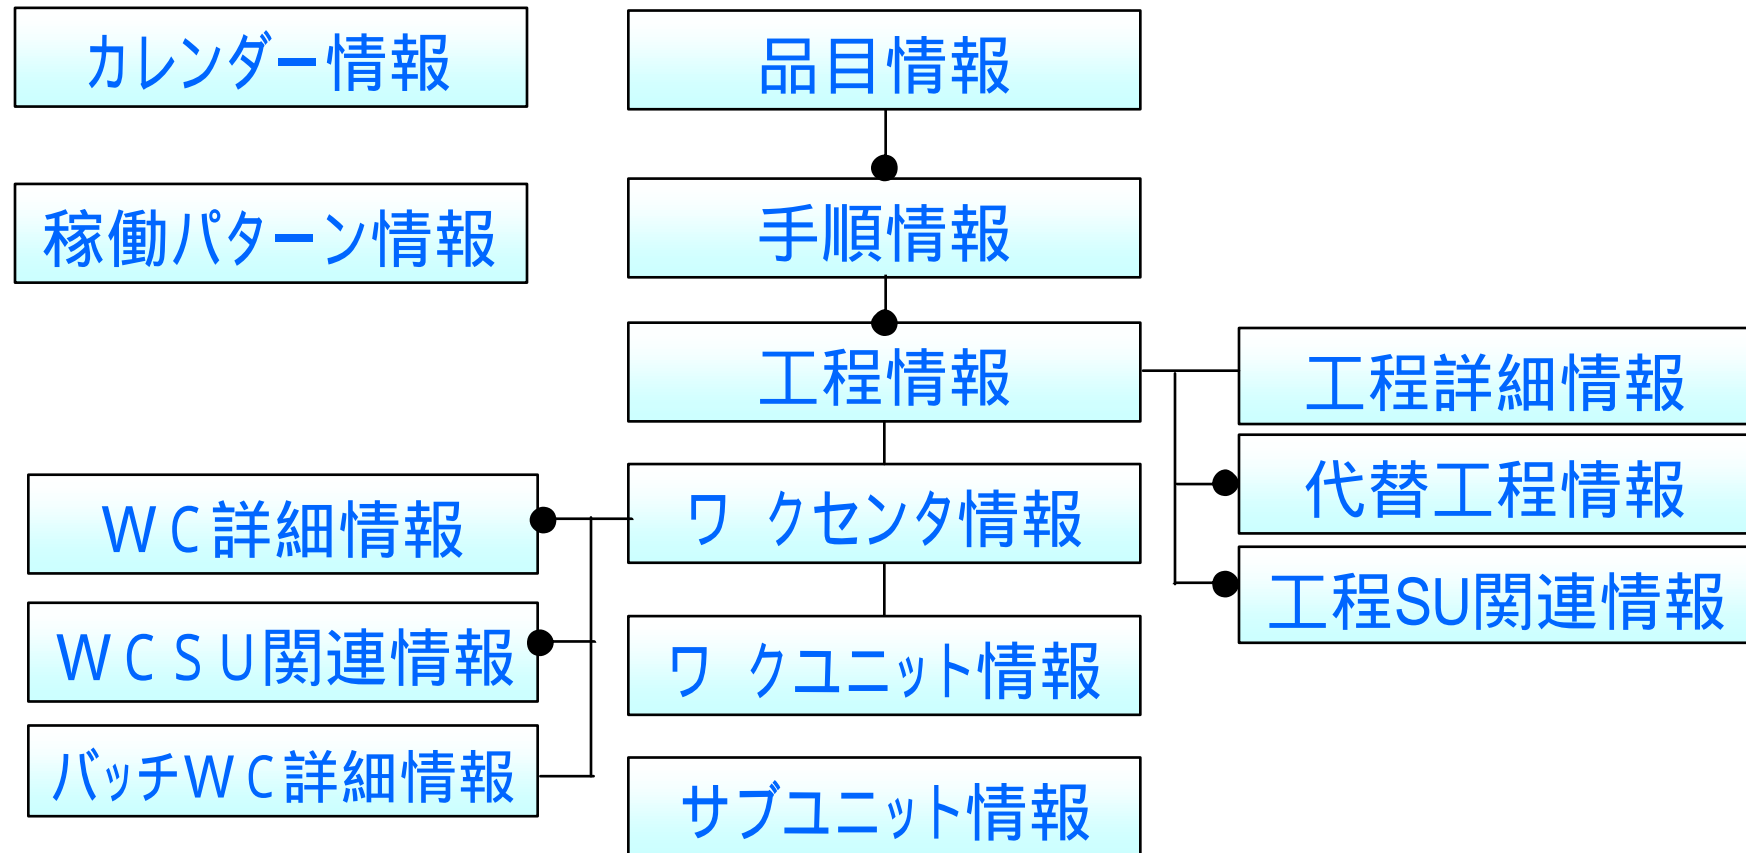 カレンダー情報
品目情報
稼働パターン情報
手順情報
工程情報
工程詳細情報
代替工程情報
工程SU関連情報
ワ クセンタ情報
ＷＣ詳細情報
ＷＣＳＵ関連情報
バッチＷＣ詳細情報
ワ クユニット情報
サブユニット情報